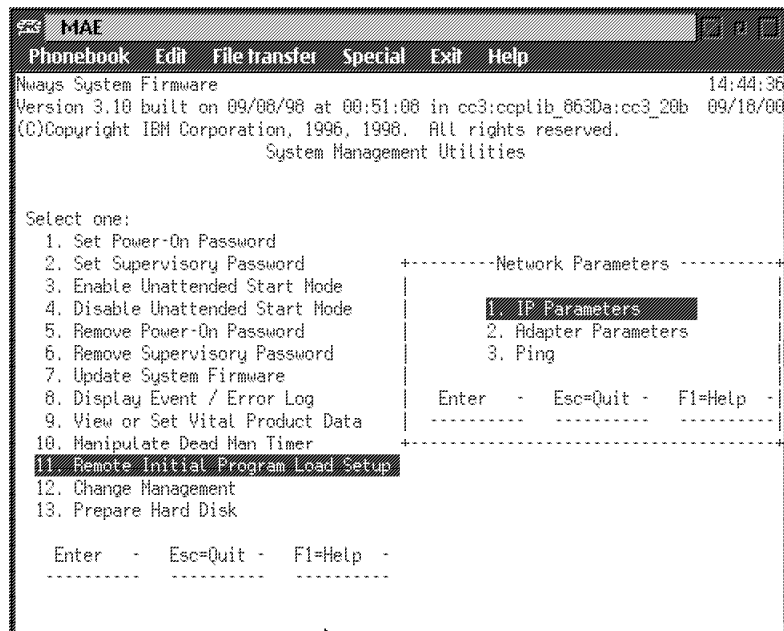 MAE
Phonebook Edit File transfer Special Exit Help
Nways System Firmware 14:44:36
Version 3.10 built on 09/08/98 at 00:51:08 in cc3:ccplib_863Da:cc3_20b 09/18/00
(C)Copyright IBM Corporation, 1996, 1998. All rights reserved.
System Management Utilities
Select one:
1. Set Power-On Password
2. Set Supervisory Password
3. Enable Unattended Start Mode
4. Disable Unattended Start Mode
5. Remove Power-On Password
6. Remove Supervisory Password
7. Update System Firmware
8. Display Event / Error Log
9. View or Set Vital Product Data
10. Manipulate Dead Man Timer
11. Remote Initial Program Load Setup
12. Change Management
13. Prepare Hard Disk
Enter - Esc=Quit - F1=Help -
Network Parameters
1. IP Parameters
2. Adapter Parameters
3. Ping
Enter - Esc=Quit - F1=Help -